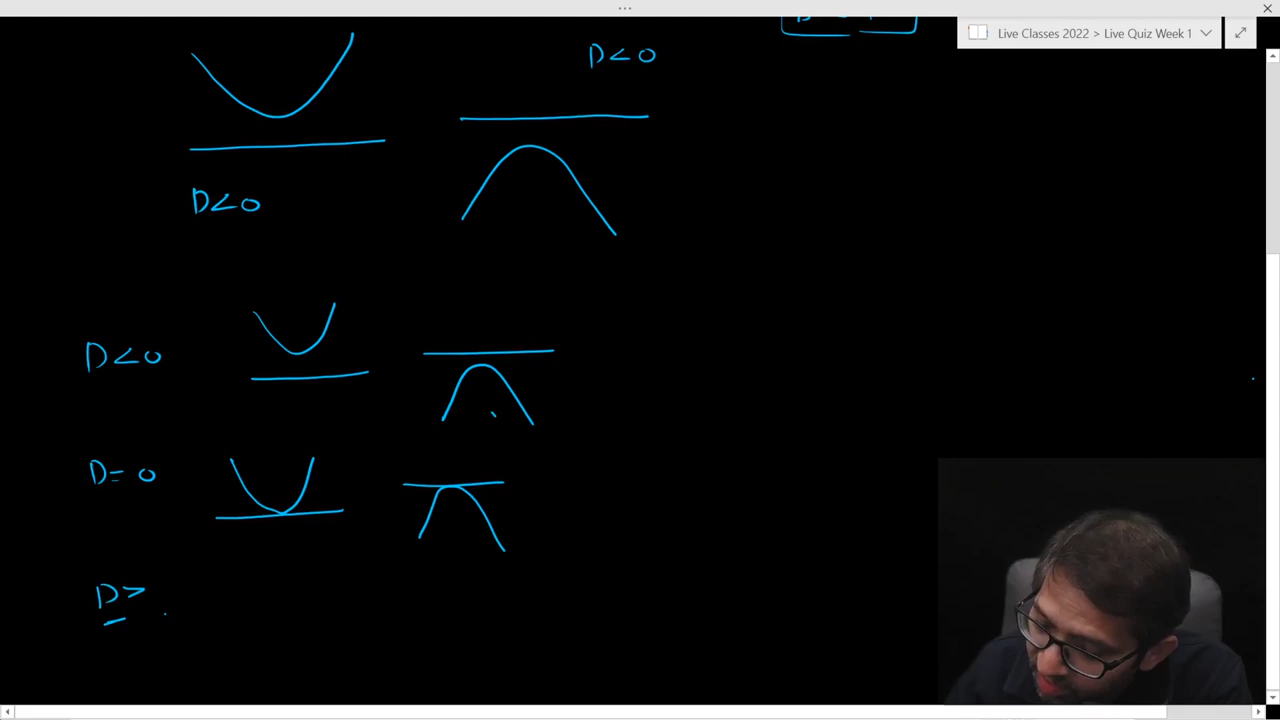 Live Classes 2022 > Live Quiz Week 1
D<0
D<0
D<0
D= 0
D>